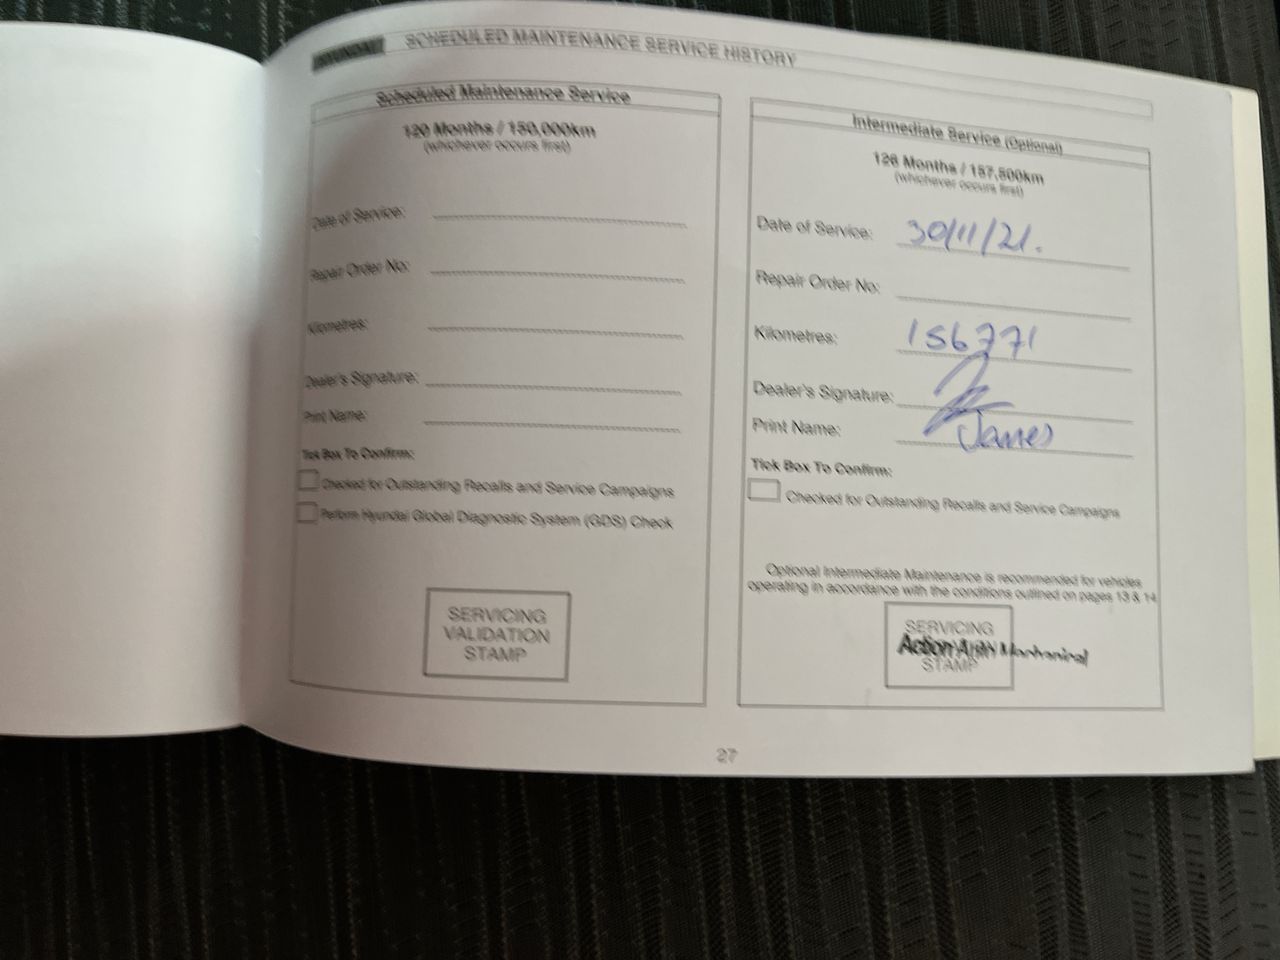 HYUNDAI SCHEDULED MAINTENANCE SERVICE HISTORY
Scheduled Maintenance Service
120 Months / 150,000km
(whichever occurs first)
Date of Service:
Repair Order No:
Kilometres:
Dealer's Signature:
Print Name:
Tick Box To Confirm:
Checked for Outstanding Recalls and Service Campaigns
Perform Hyundai Global Diagnostic System (GDS) Check
SERVICING
VALIDATION
STAMP
Intermediate Service (Optional)
126 Months / 157,500km
(whichever occurs first)
Date of Service: 30/11/21.
Repair Order No:
Kilometres: 156771
Dealer's Signature:
Print Name: James
Tick Box To Confirm:
Checked for Outstanding Recalls and Service Campaigns
Optional Intermediate Maintenance is recommended for vehicles
operating in accordance with the conditions outlined on pages 13 & 14
SERVICING
Action Mechanical
STAMP
27